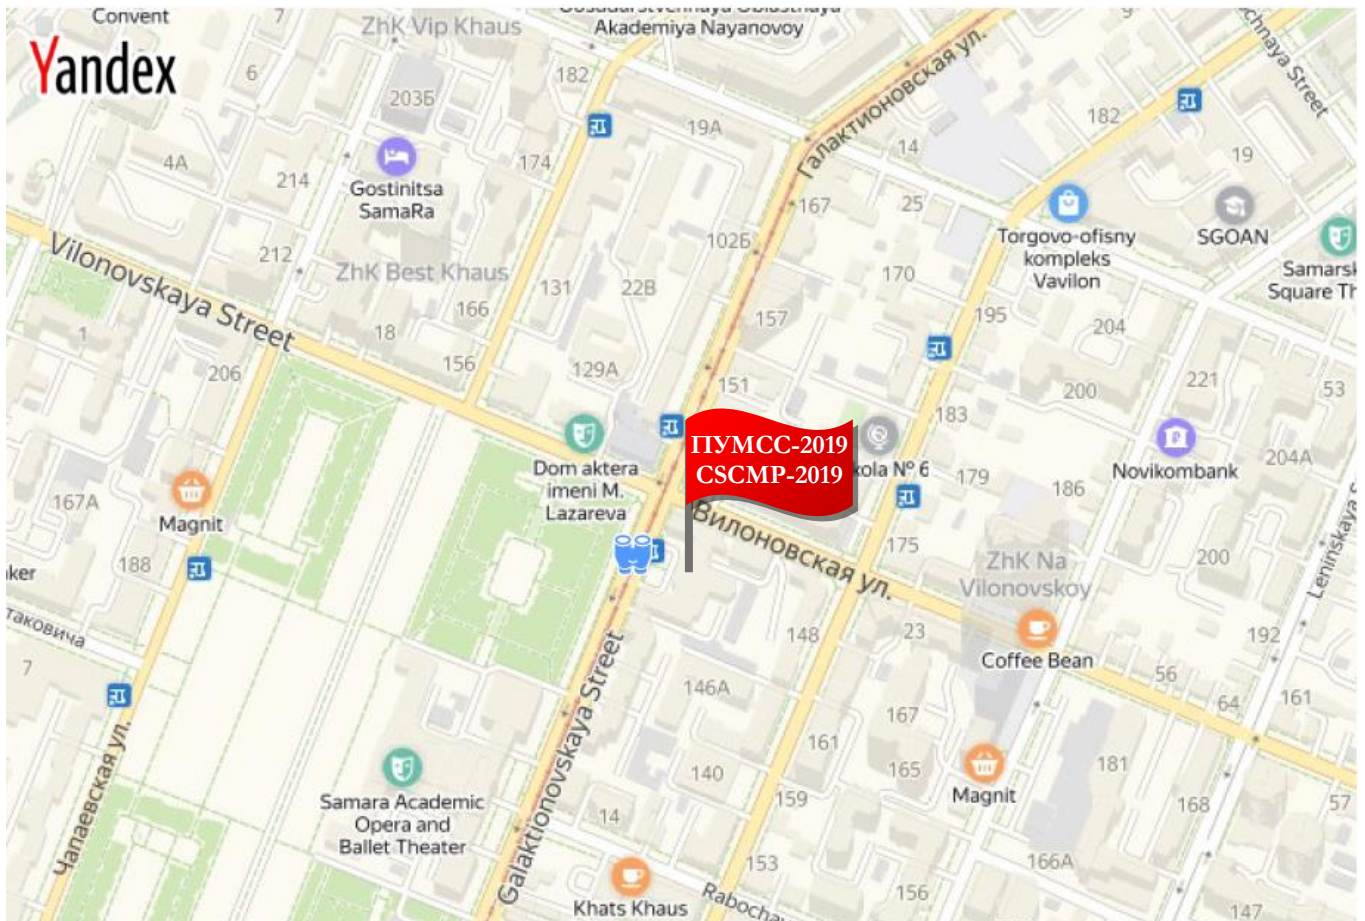 Convent
7
ZhK Vip Khaus
Gosudarstvennaya Oblastnaya
Akademiya Nayanovoy
Галактионовская ул.
9
Yandex
6
203Б
182
19А
14
182
19
4А
214
Gostinitsa
SamaRa
174
167
25
Torgovo-ofisny
kompleks
Vavilon
SGOAN
Vilonovskaya Street
212
ZhK Best Khaus
102Б
170
131
22В
166
157
195
204
1
18
206
156
129А
151
200
221
53
183
ПУМСС-2019
CSCMP-2019
Dom aktera
imeni M.
Lazareva
kola № 6
179
186
Novikombank
204А
167А
Magnit
188
Вилоновская ул.
175
ZhK Na
Vilonovskoy
200
7
148
23
Coffee Bean
192
56
64
161
146А
167
161
165
140
159
Magnit
181
168
57
Чапаевская ул.
Samara Academic
Opera and
Ballet Theater
Galaktionovskaya Street
14
153
166А
156
147
Khats Khaus